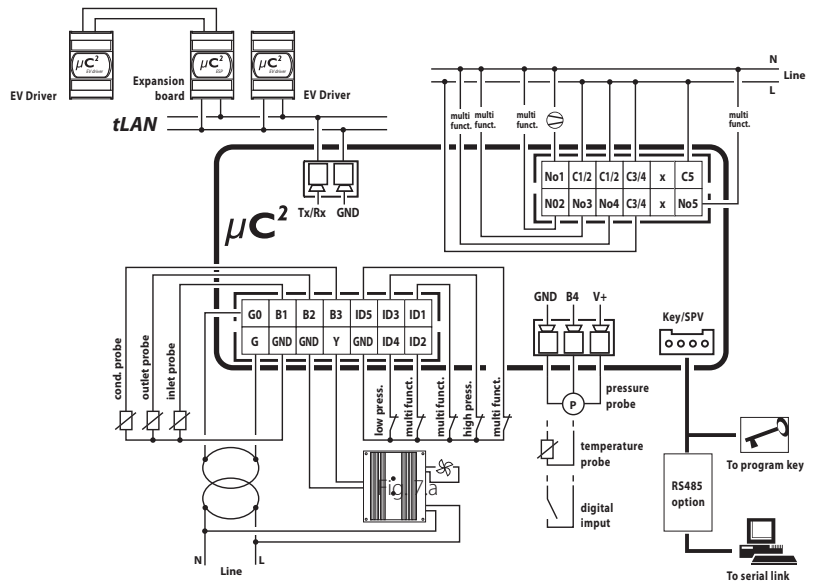 μC2
EV driver
μC2
EXP
μC2
EV driver
EV Driver
Expansion
board
EV Driver
tLAN
N
Line
L
multi
funct.
multi
funct.
multi
funct.
multi
funct.
Tx/Rx
GND
μC2
No1
C1/2
C1/2
C3/4
x
C5
N02
No3
No4
C3/4
x
No5
G0
B1
B2
B3
ID5
ID3
ID1
G
GND
GND
Y
GND
ID4
ID2
cond. probe
outlet probe
inlet probe
low press.
multi funct.
multi funct.
high press.
multi funct.
GND
B4
V+
P
pressure
probe
temperature
probe
digital
imput
Key/SPV
To program key
RS485
option
To serial link
Fig. 7.a
N
L
Line